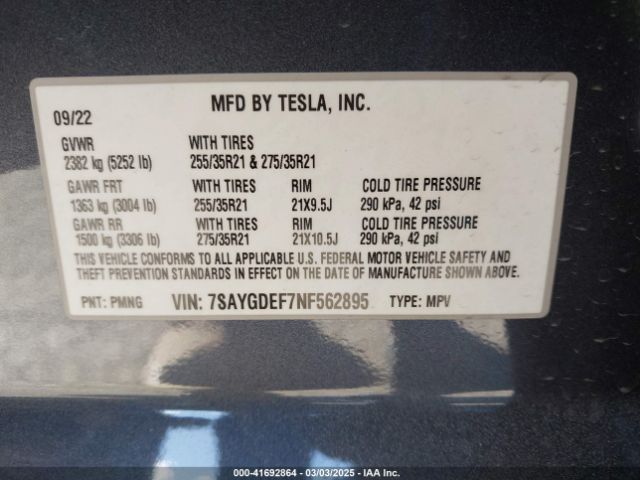 MFD BY TESLA, INC.
09/22
GVWR WITH TIRES
2382 kg (5252 lb) 255/35R21 & 275/35R21
GAWR FRT WITH TIRES RIM COLD TIRE PRESSURE
1363 kg (3004 lb) 255/35R21 21X9.5J 290 kPa, 42 psi
GAWR RR WITH TIRES RIM COLD TIRE PRESSURE
1500 kg (3306 lb) 275/35R21 21X10.5J 290 kPa, 42 psi
THIS VEHICLE CONFORMS TO ALL APPLICABLE U.S. FEDERAL MOTOR VEHICLE SAFETY AND
THEFT PREVENTION STANDARDS IN EFFECT ON THE DATE OF MANUFACTURE SHOWN ABOVE.
PNT: PMNG VIN: 7SAYGDEF7NF562895 TYPE: MPV
000-41692864 - 03/03/2025 - IAA Inc.